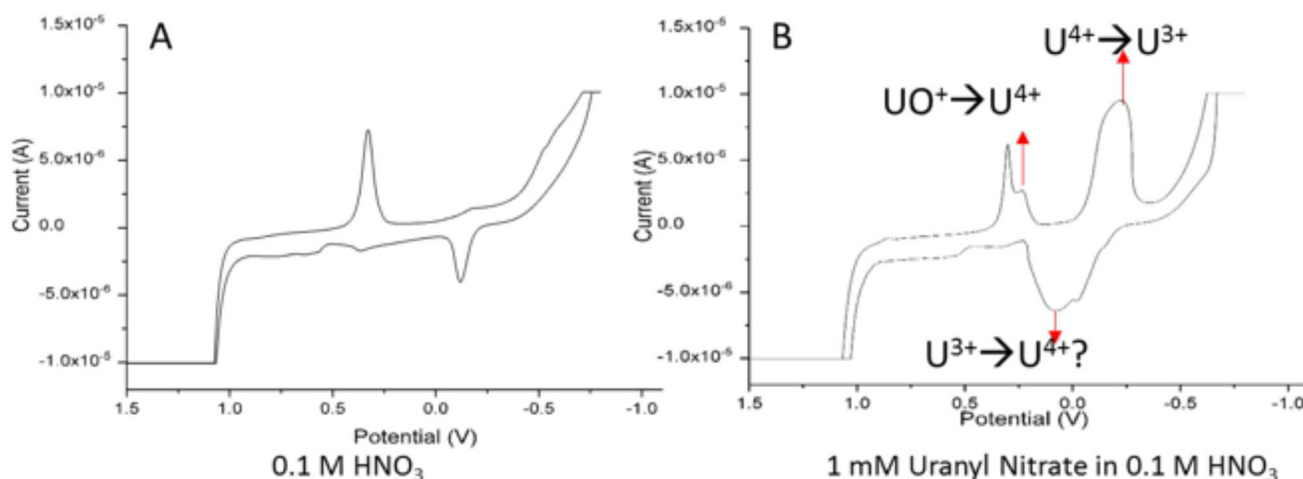 A
1.5x10⁻⁵
1.0x10⁻⁵
5.0x10⁻⁶
0.0
-5.0x10⁻⁶
-1.0x10⁻⁵
Current (A)
1.5 1.0 0.5 0.0 -0.5 -1.0
Potential (V)
0.1 M HNO₃
B
U⁴⁺→U³⁺
UO⁺→U⁴⁺
1.5x10⁻⁵
1.0x10⁻⁵
5.0x10⁻⁶
0.0
-5.0x10⁻⁶
-1.0x10⁻⁵
Current (A)
U³⁺→U⁴⁺?
1.5 1.0 0.5 0.0 -0.5 -1.0
Potential (V)
1 mM Uranyl Nitrate in 0.1 M HNO₃